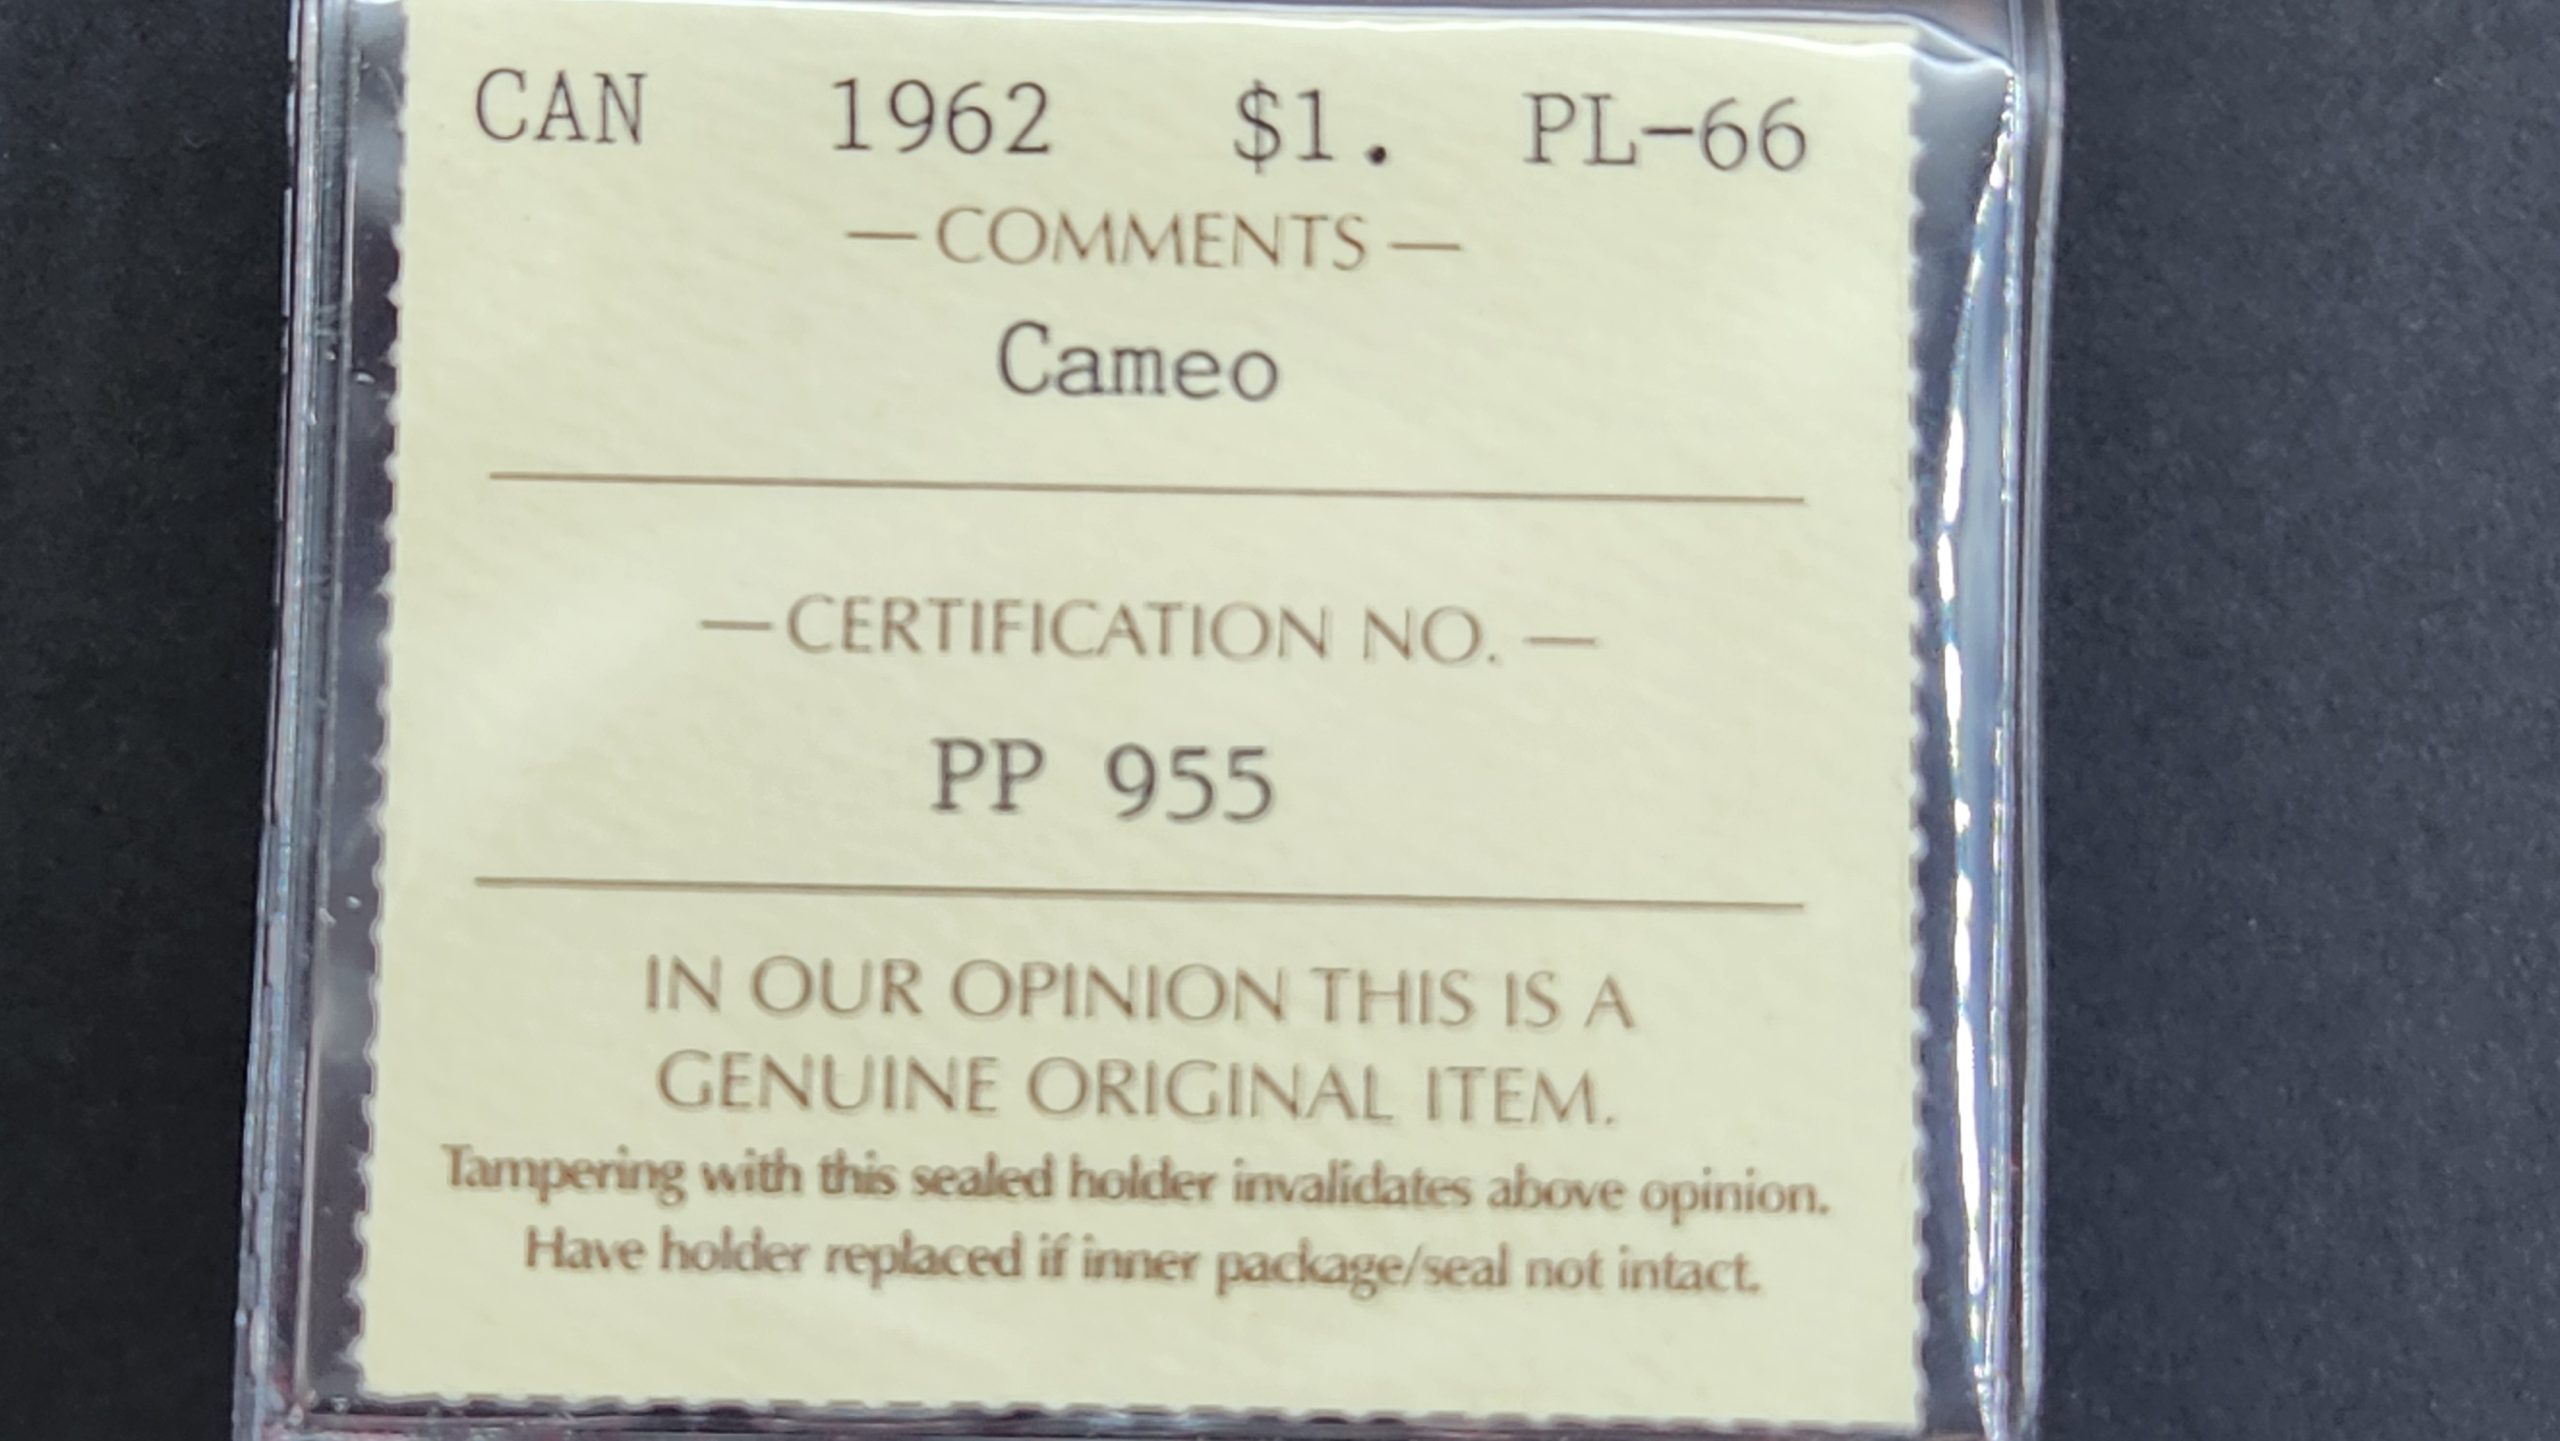 CAN 1962 $1. PL-66
— COMMENTS —
Cameo
— CERTIFICATION NO. —
PP 955
IN OUR OPINION THIS IS A
GENUINE ORIGINAL ITEM.
Tampering with this sealed holder invalidates above opinion.
Have holder replaced if inner package/seal not intact.